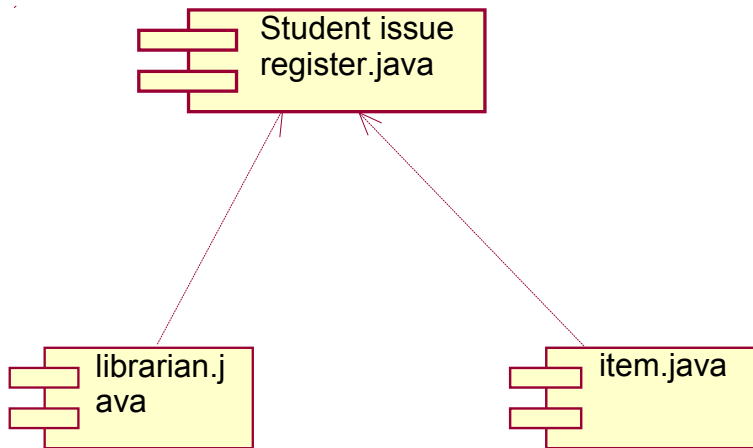 Student issue
register.java
librarian.j
ava
item.java